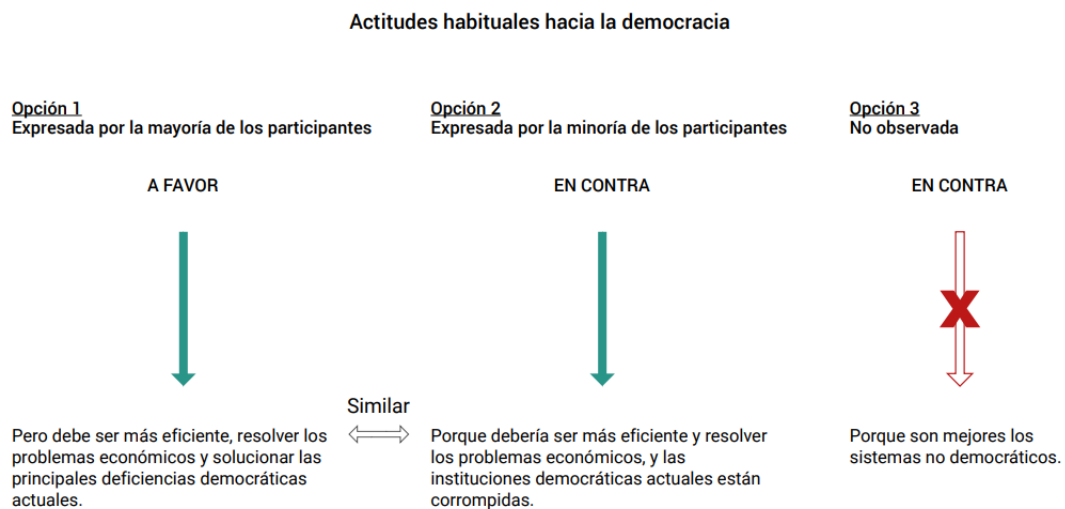 Actitudes habituales hacia la democracia
Opción 1
Expresada por la mayoría de los participantes
A FAVOR
Pero debe ser más eficiente, resolver los
problemas económicos y solucionar las
principales deficiencias democráticas
actuales.
Similar
Opción 2
Expresada por la minoría de los participantes
EN CONTRA
Porque debería ser más eficiente y resolver
los problemas económicos, y las
instituciones democráticas actuales están
corrompidas.
Opción 3
No observada
EN CONTRA
X
Porque son mejores los
sistemas no democráticos.